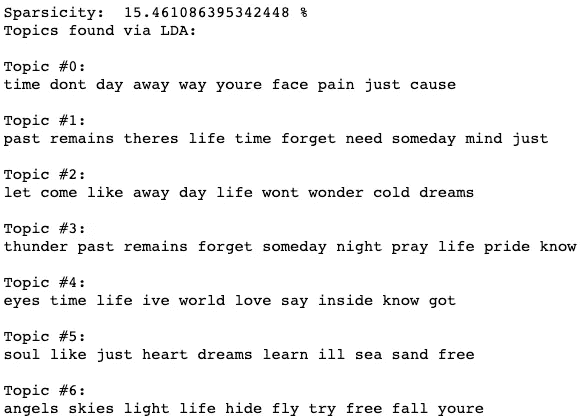 Sparsicity:  15.461086395342448 %
Topics found via LDA:

Topic #0:
time dont day away way youre face pain just cause

Topic #1:
past remains theres life time forget need someday mind just

Topic #2:
let come like away day life wont wonder cold dreams

Topic #3:
thunder past remains forget someday night pray life pride know

Topic #4:
eyes time life ive world love say inside know got

Topic #5:
soul like just heart dreams learn ill sea sand free

Topic #6:
angels skies light life hide fly try free fall youre